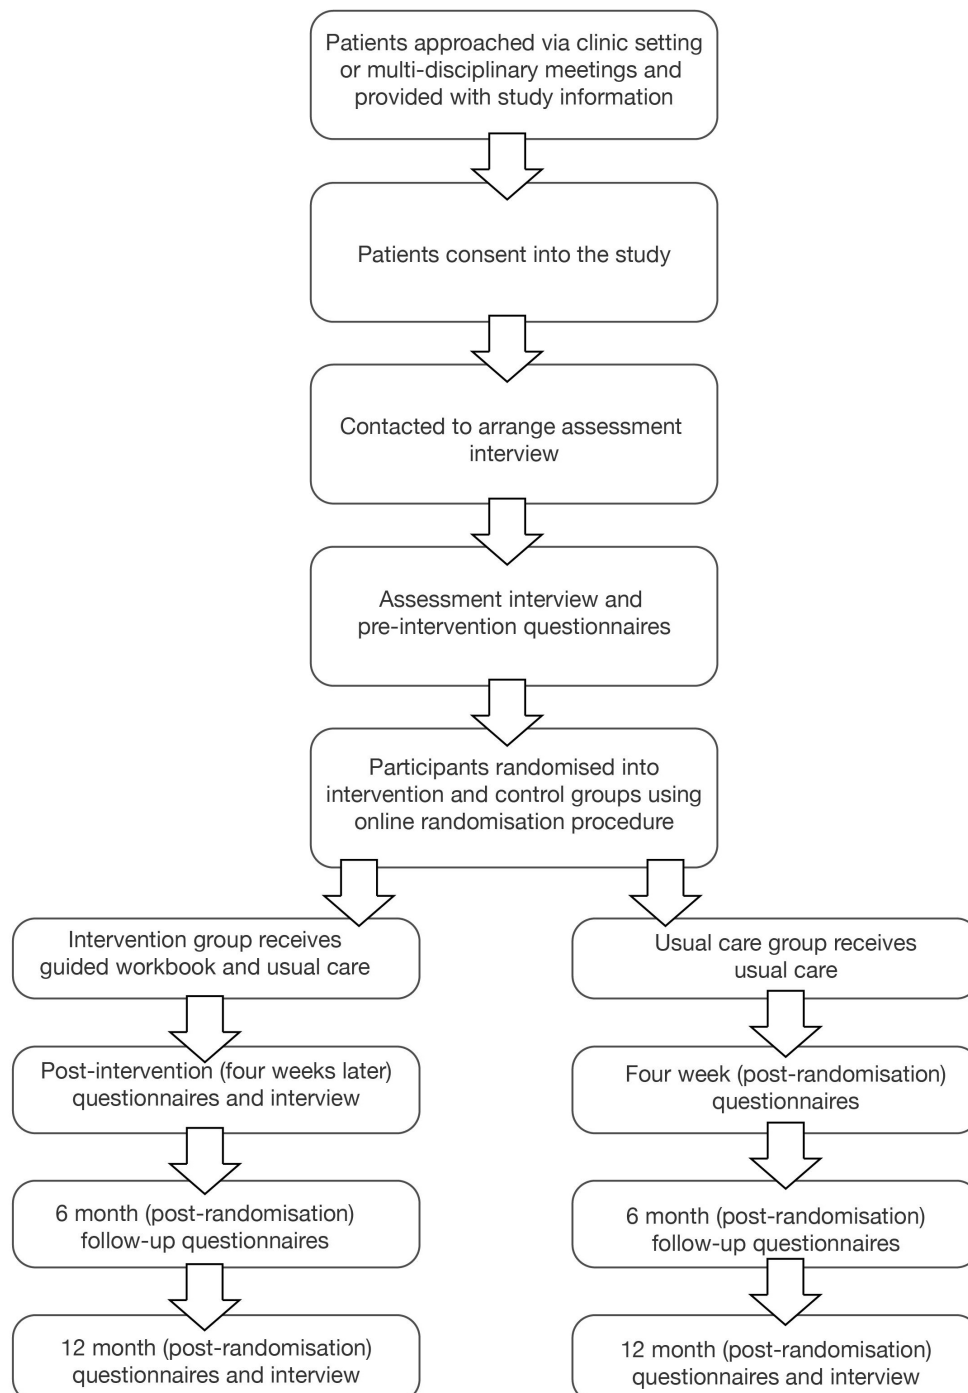 Patients approached via clinic setting
or multi-disciplinary meetings and
provided with study information
Patients consent into the study
Contacted to arrange assessment
interview
Assessment interview and
pre-intervention questionnaires
Participants randomised into
intervention and control groups using
online randomisation procedure
Intervention group receives
guided workbook and usual care
Usual care group receives
usual care
Post-intervention (four weeks later)
questionnaires and interview
Four week (post-randomisation)
questionnaires
6 month (post-randomisation)
follow-up questionnaires
6 month (post-randomisation)
follow-up questionnaires
12 month (post-randomisation)
questionnaires and interview
12 month (post-randomisation)
questionnaires and interview